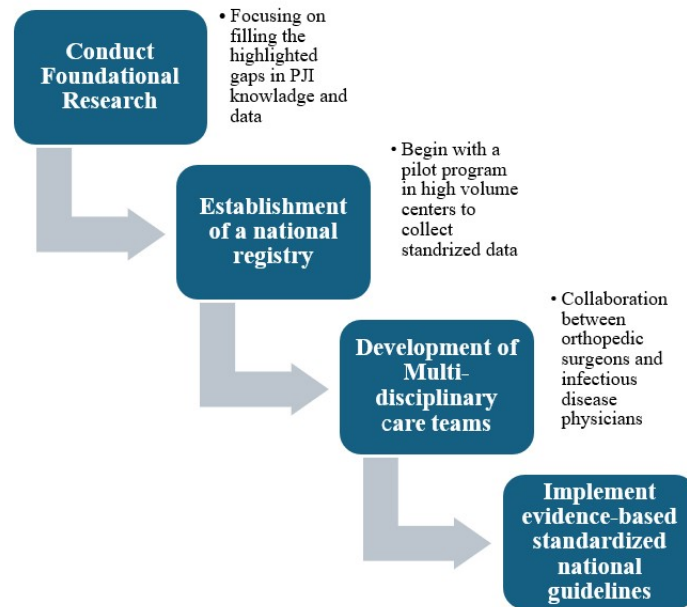 Conduct
Foundational
Research
• Focusing on
filling the
highlighted
gaps in PJI
knowladge and
data
Establishment
of a national
registry
• Begin with a
pilot program
in high volume
centers to
collect
standrized data
Development of
Multi-
disciplinary
care teams
• Collaboration
between
orthopedic
surgeons and
infectious
disease
physicians
Implement
evidence-based
standardized
national
guidelines